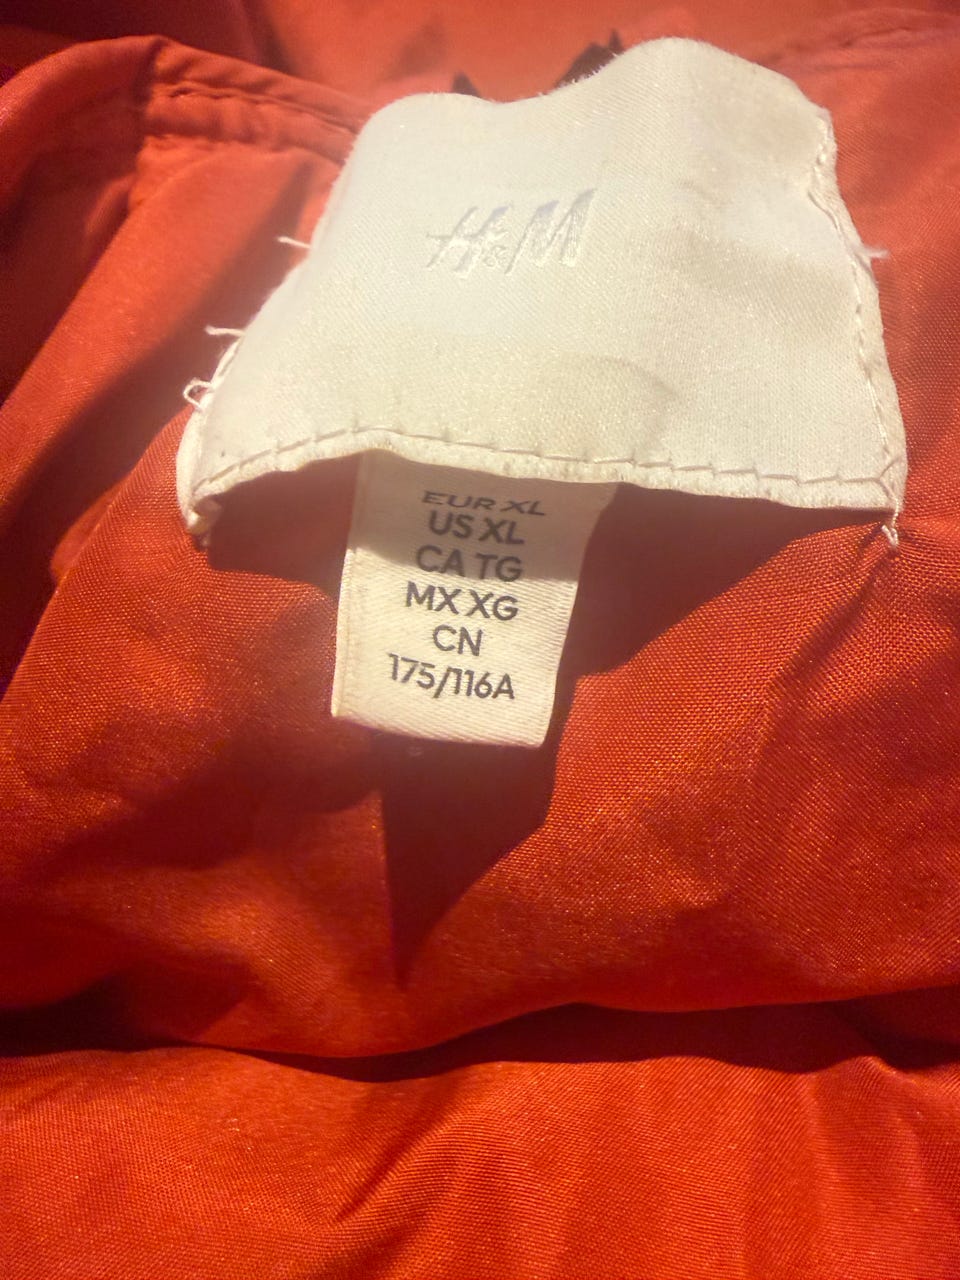 H&M
EUR XL
US XL
CA TG
MX XG
CN
175/116A